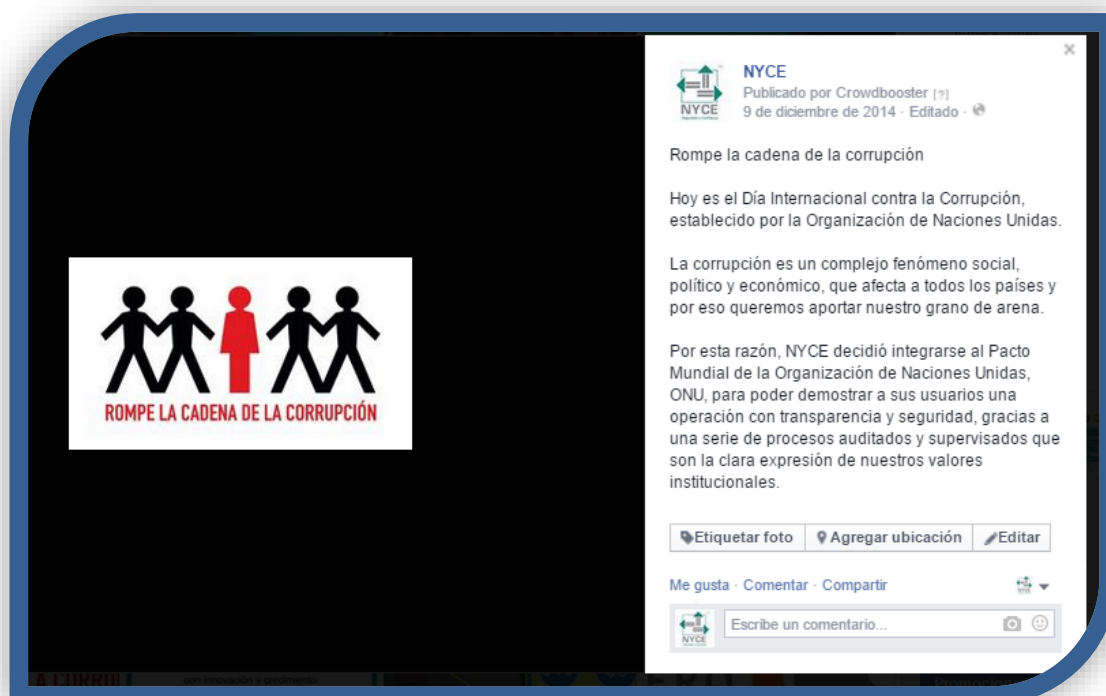 NYCE
Publicado por Crowdbooster [?]
9 de diciembre de 2014 · Editado ·
NYCE
Rompe la cadena de la corrupción
Hoy es el Día Internacional contra la Corrupción,
establecido por la Organización de Naciones Unidas.
La corrupción es un complejo fenómeno social,
político y económico, que afecta a todos los países y
por eso queremos aportar nuestro grano de arena.
Por esta razón, NYCE decidió integrarse al Pacto
Mundial de la Organización de Naciones Unidas,
ONU, para poder demostrar a sus usuarios una
operación con transparencia y seguridad, gracias a
una serie de procesos auditados y supervisados que
son la clara expresión de nuestros valores
institucionales.
ROMPE LA CADENA DE LA CORRUPCIÓN
Etiquetar foto
Agregar ubicación
Editar
Me gusta · Comentar · Compartir
NYCE
Escribe un comentario...
con innovación y crecimiento.